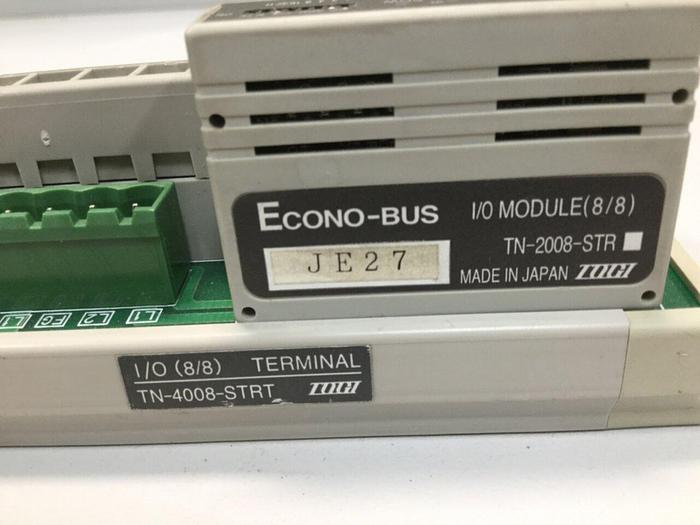 ECONO-BUS
I/O MODULE(8/8)
TN-2008-STR
JE27
MADE IN JAPAN TOGI
L1 FG L2 L1
I/O (8/8) TERMINAL
TN-4008-STRT TOGI